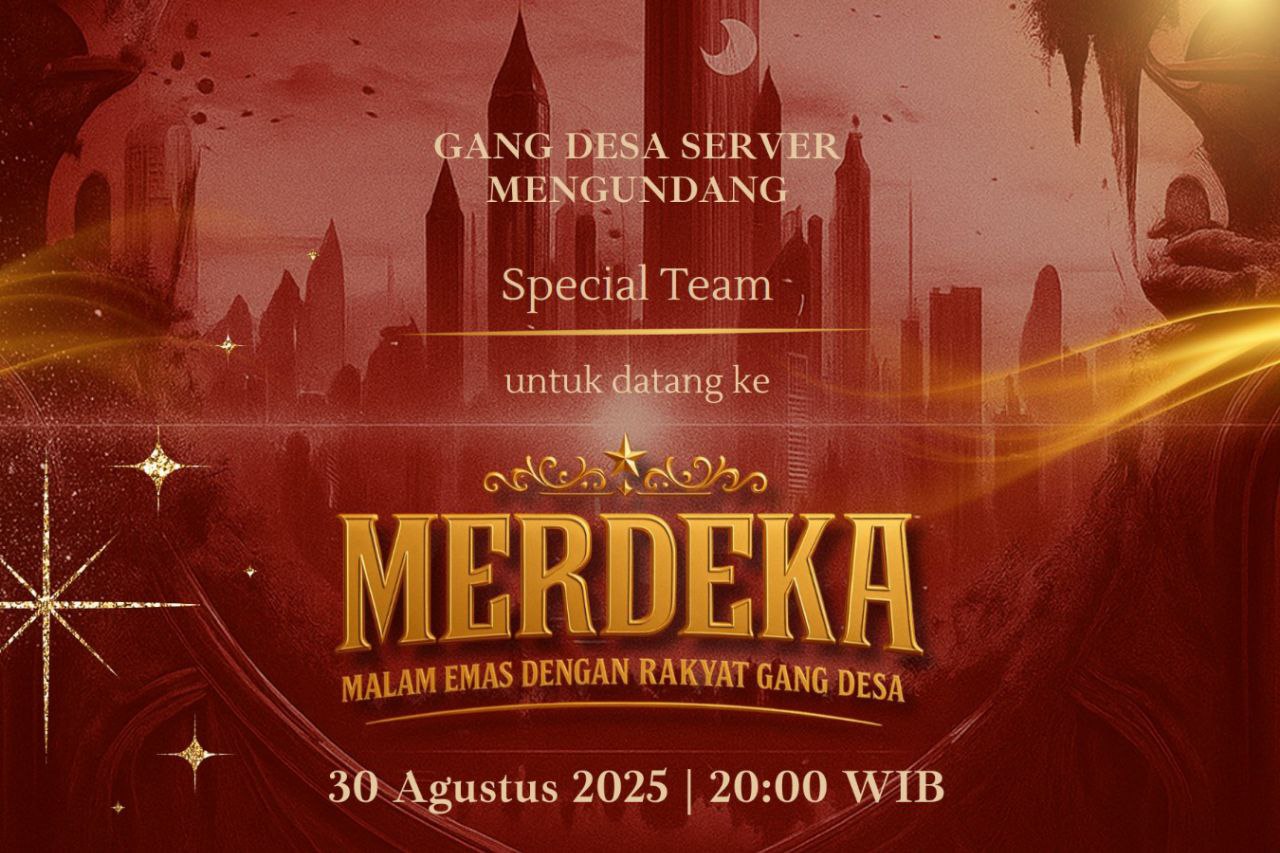 GANG DESA SERVER
MENGUNDANG
Special Team
untuk datang ke
MERDEKA
MALAM EMAS DENGAN RAKYAT GANG DESA
30 Agustus 2025 | 20:00 WIB